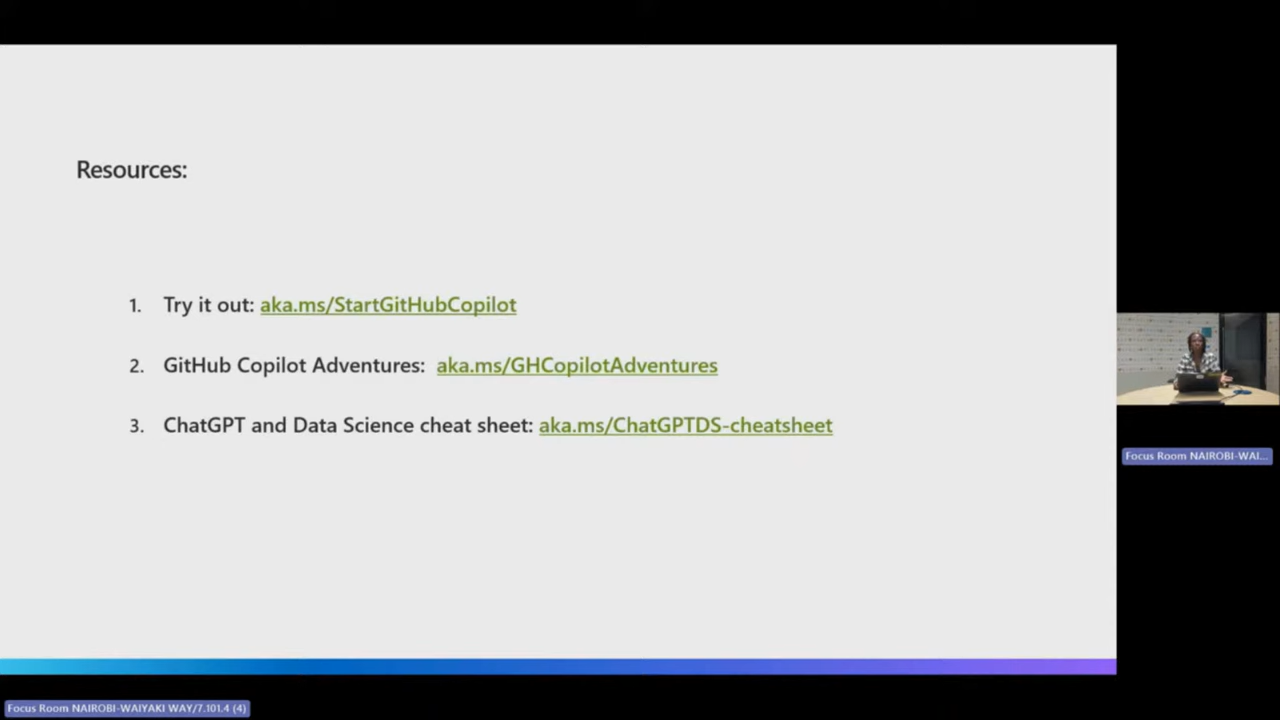 Resources:
1. Try it out: aka.ms/StartGitHubCopilot
2. GitHub Copilot Adventures: aka.ms/GHCopilotAdventures
3. ChatGPT and Data Science cheat sheet: aka.ms/ChatGPTDS-cheatsheet
Focus Room NAIROBI-WAI...
Focus Room NAIROBI-WAIYAKI WAY/7.101.4 (4)